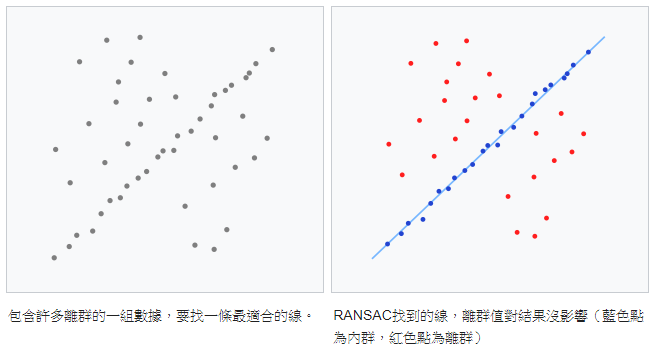 包含許多離群的一組數據，要找一條最適合的線。
RANSAC找到的線，離群值對結果沒影響（藍色點
為內群，紅色點為離群）